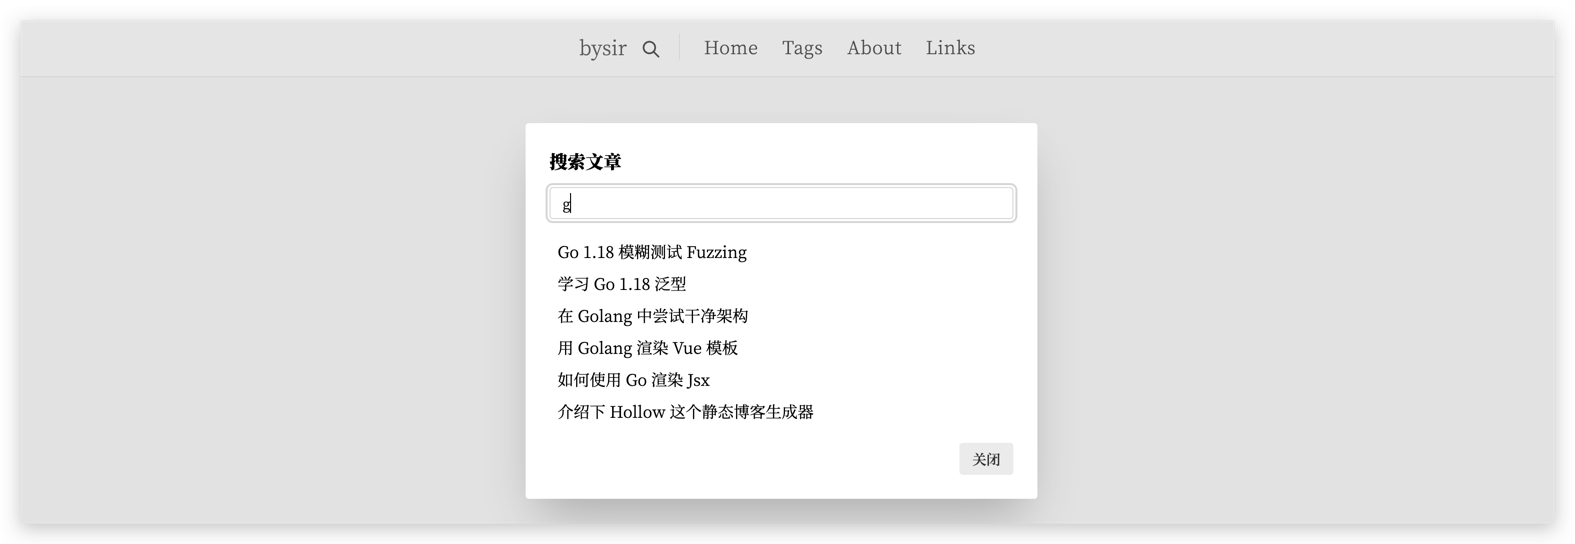 bysir Home Tags About Links
搜索文章
g
Go 1.18 模糊测试 Fuzzing
学习 Go 1.18 泛型
在 Golang 中尝试干净架构
用 Golang 渲染 Vue 模板
如何使用 Go 渲染 Jsx
介绍下 Hollow 这个静态博客生成器
关闭